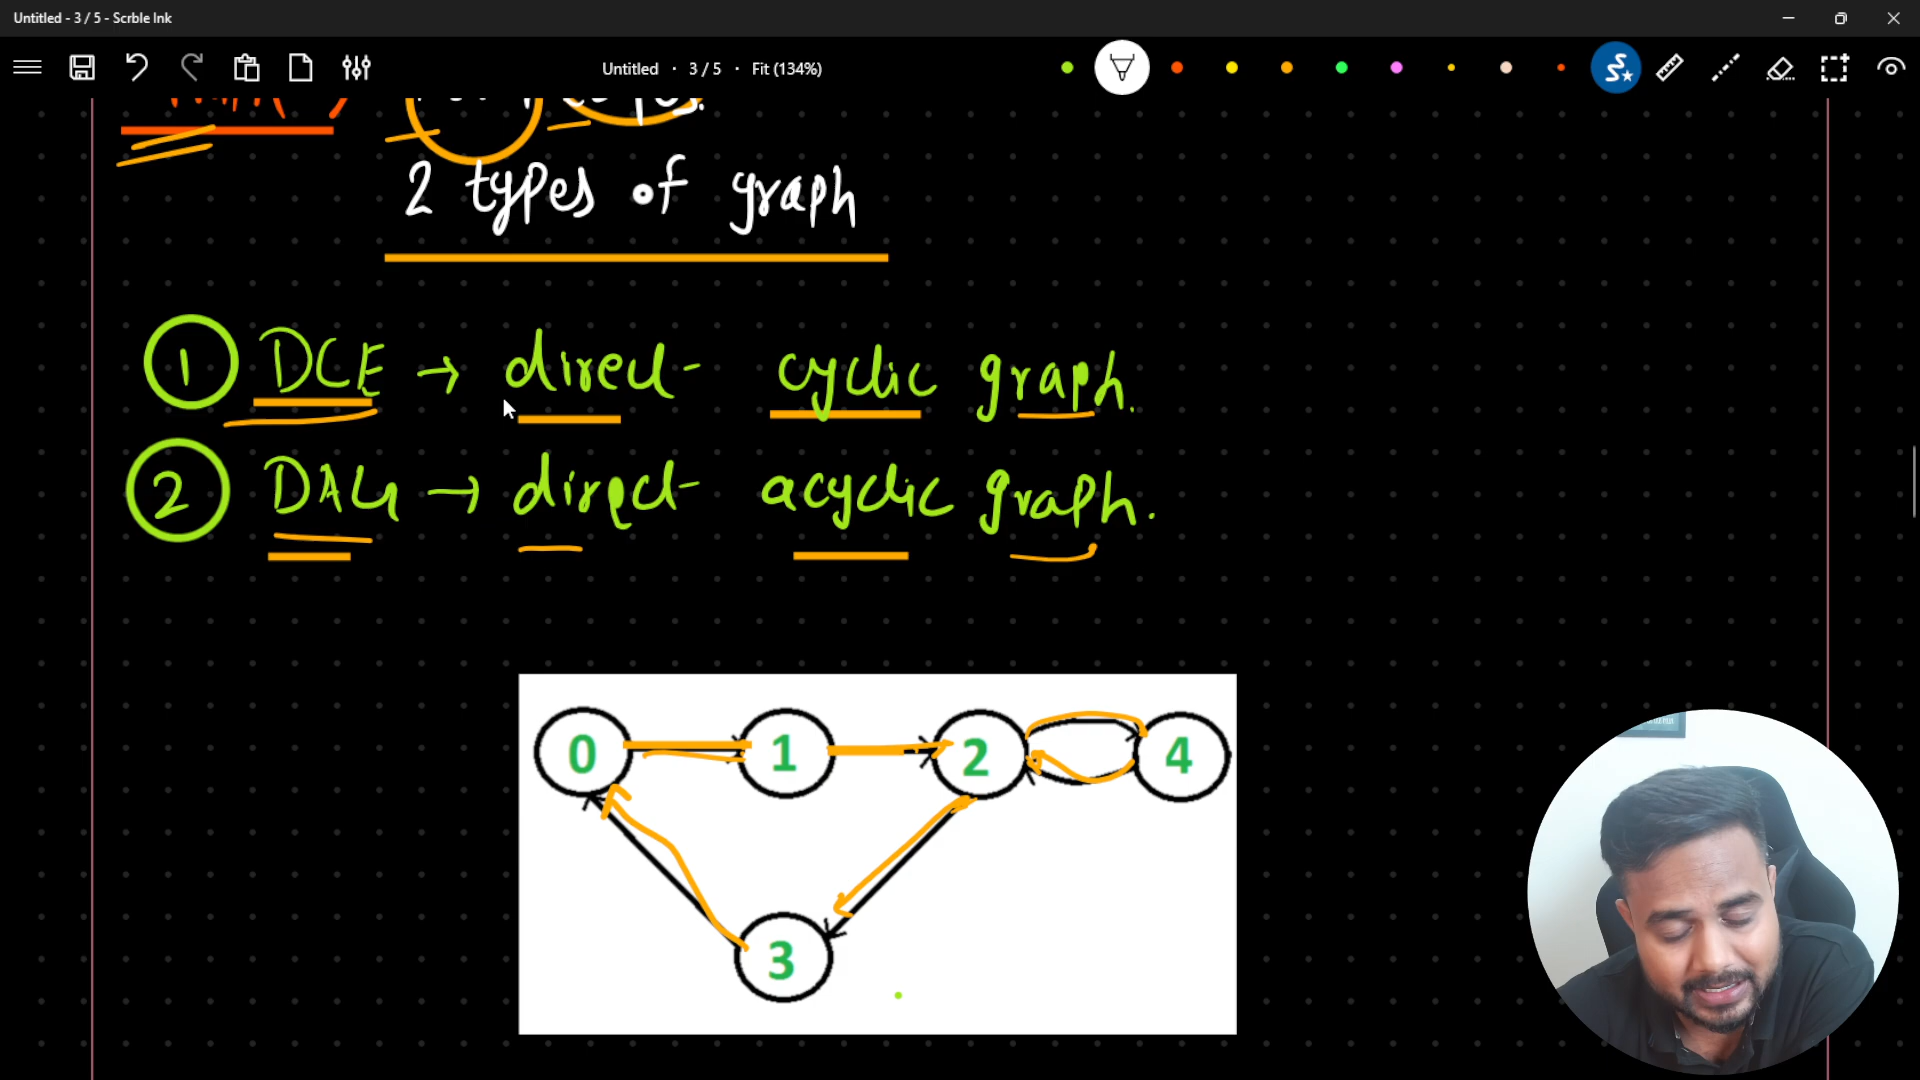 Untitled - 3 / 5 - Scrble Ink
Untitled · 3 / 5 · Fit (134%)
2 types of graph
1 DCE → direct cyclic graph.
2 DAG → direct acyclic graph.
0 1 2 4
3